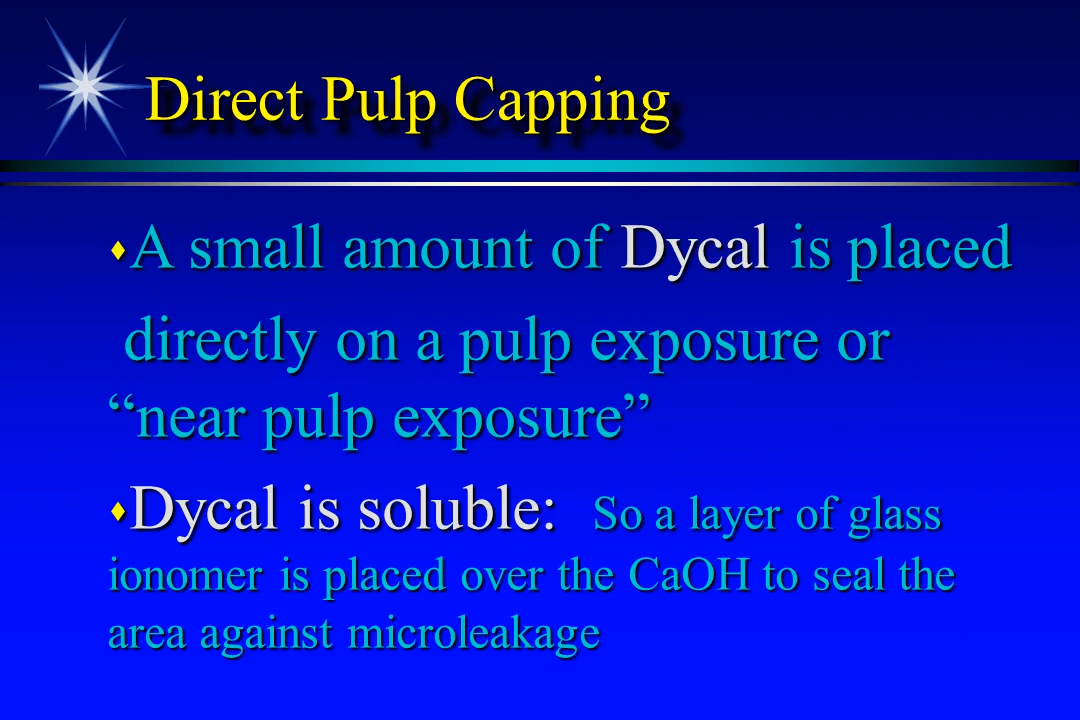 Direct Pulp Capping
A small amount of Dycal is placed
directly on a pulp exposure or
“near pulp exposure”
Dycal is soluble: So a layer of glass
ionomer is placed over the CaOH to seal the
area against microleakage